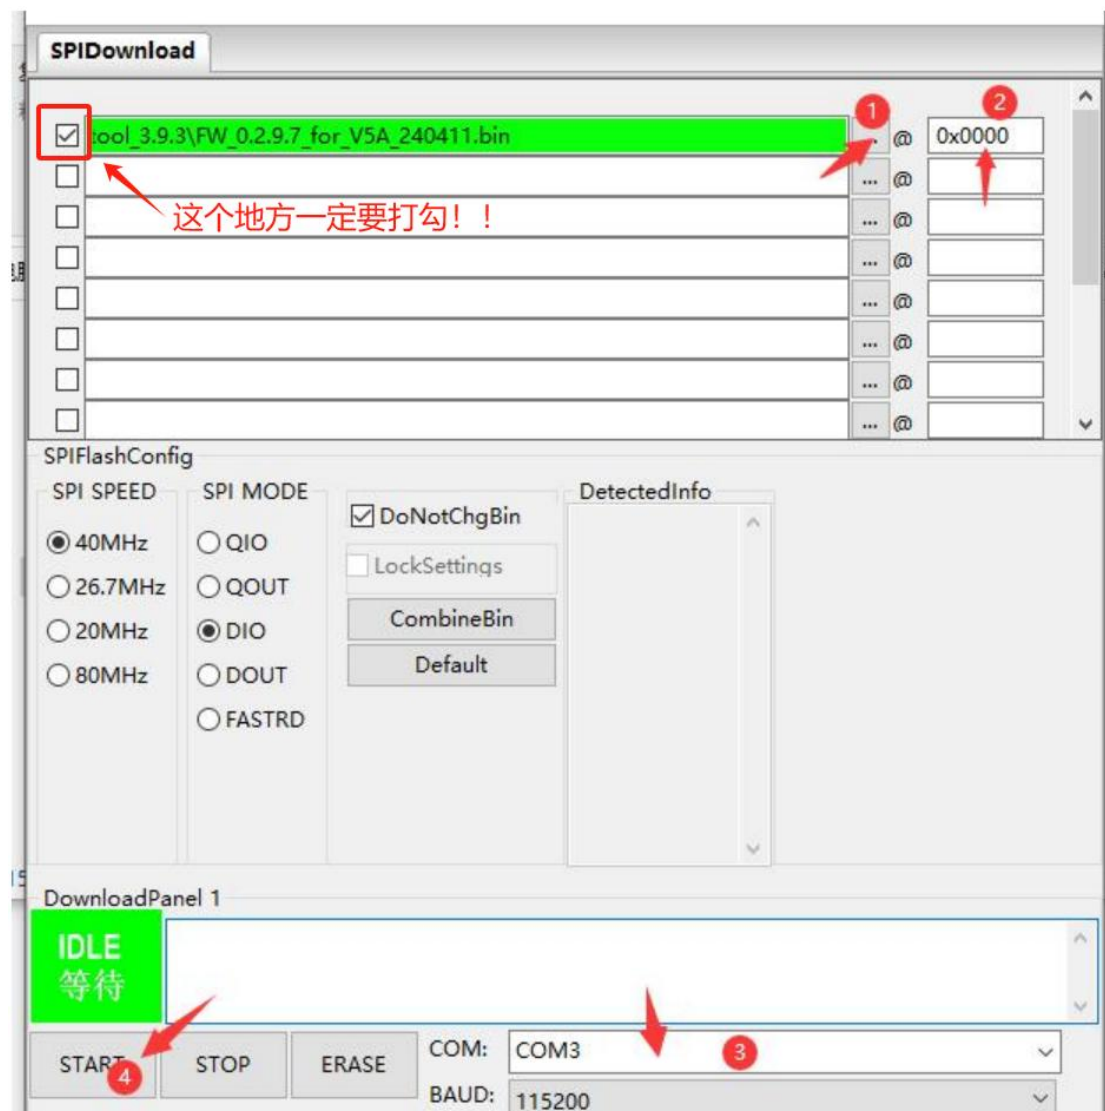 SPIDownload
1
2
tool_3.9.3\FW_0.2.9.7_for_V5A_240411.bin
.. @ 0x0000
... @
这个地方一定要打勾！！
... @
... @
... @
... @
... @
... @
SPIFlashConfig
SPI SPEED
40MHz
26.7MHz
20MHz
80MHz
SPI MODE
QIO
QOUT
DIO
DOUT
FASTRD
DoNotChgBin
LockSettings
CombineBin
Default
DetectedInfo
DownloadPanel 1
IDLE
等待
START
4
STOP
ERASE
COM: COM3
3
BAUD: 115200